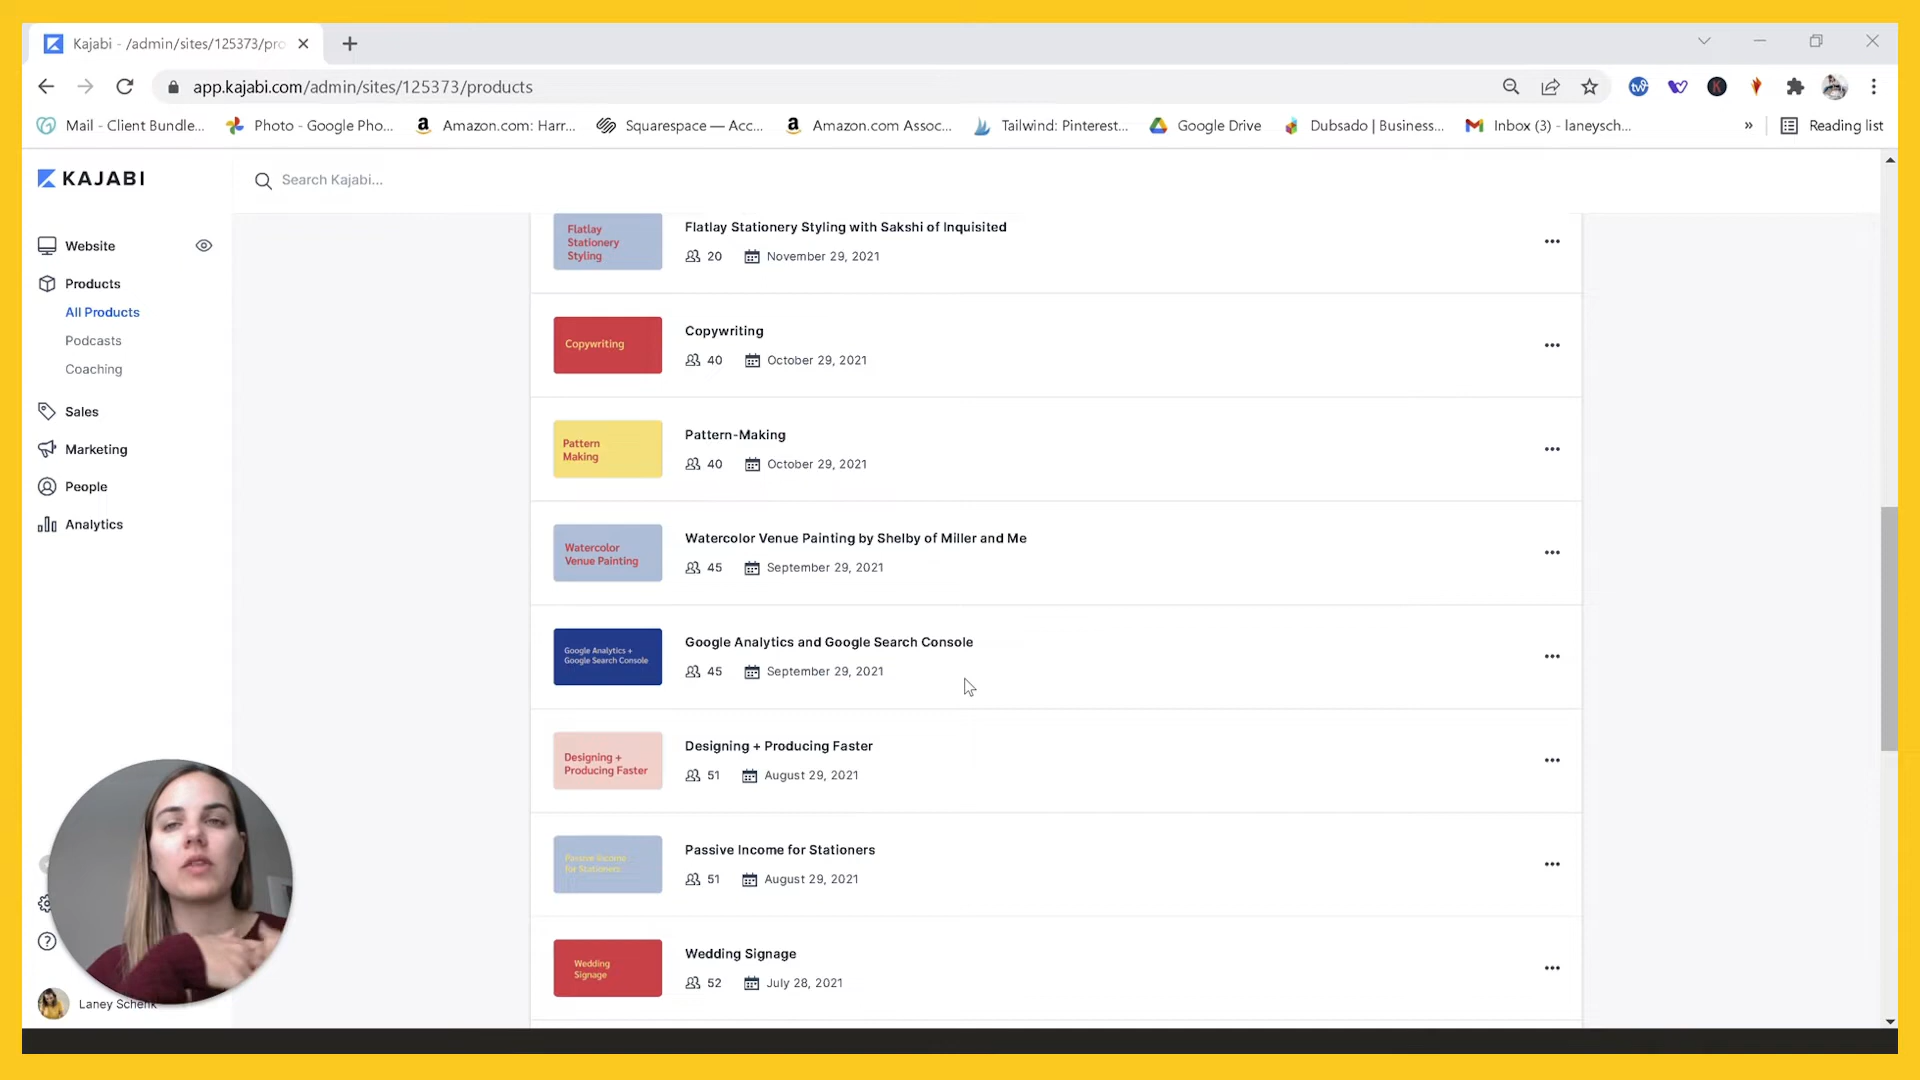 Kajabi - /admin/sites/125373/pro
app.kajabi.com/admin/sites/125373/products
Mail - Client Bundle...
Photo - Google Pho...
Amazon.com: Harr...
Squarespace — Acc...
Amazon.com Assoc...
Tailwind: Pinterest...
Google Drive
Dubsado | Business...
Inbox (3) - laneysch...
»
Reading list
KAJABI
Search Kajabi...
Website
Products
All Products
Podcasts
Coaching
Sales
Marketing
People
Analytics
Laney Schenk
Flatlay
Stationery
Styling
Flatlay Stationery Styling with Sakshi of Inquisited
20 November 29, 2021
Copywriting
Copywriting
40 October 29, 2021
Pattern
Making
Pattern-Making
40 October 29, 2021
Watercolor
Venue Painting
Watercolor Venue Painting by Shelby of Miller and Me
45 September 29, 2021
Google Analytics +
Google Search Console
Google Analytics and Google Search Console
45 September 29, 2021
Designing +
Producing Faster
Designing + Producing Faster
51 August 29, 2021
Passive Income
for Stationers
Passive Income for Stationers
51 August 29, 2021
Wedding
Signage
Wedding Signage
52 July 28, 2021